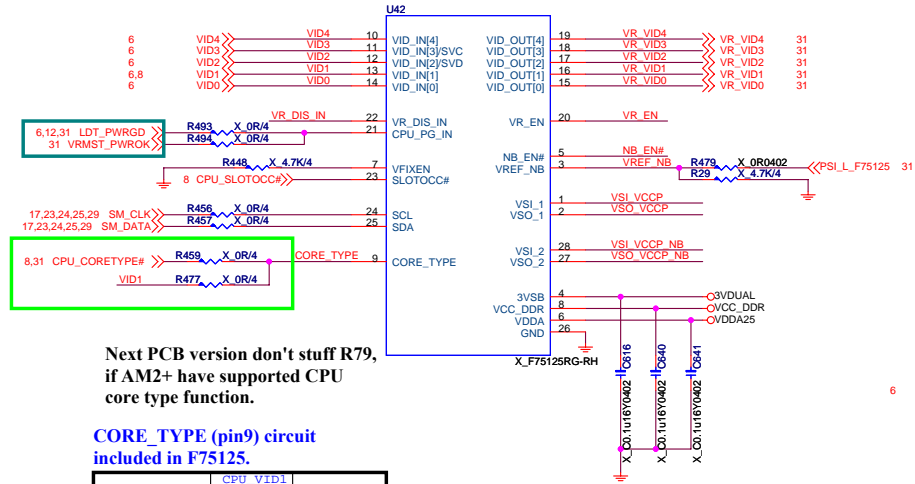 U42
6 VID4 VID4 10 VID_IN[4] VID_OUT[4] 19 VR_VID4 VR_VID4 31
6 VID3 VID3 11 VID_IN[3]/SVC VID_OUT[3] 18 VR_VID3 VR_VID3 31
6 VID2 VID2 12 VID_IN[2]/SVD VID_OUT[2] 17 VR_VID2 VR_VID2 31
6,8 VID1 VID1 13 VID_IN[1] VID_OUT[1] 16 VR_VID1 VR_VID1 31
6 VID0 VID0 14 VID_IN[0] VID_OUT[0] 15 VR_VID0 VR_VID0 31
VR_DIS_IN 22 VR_DIS_IN VR_EN 20 VR_EN
6,12,31 LDT_PWRGD R493 X_0R/4 21 CPU_PG_IN
31 VRMST_PWROK R494 X_0R/4
NB_EN# 5 NB_EN#
R448 X_4.7K/4 7 VFIXEN VREF_NB 3 VREF_NB R479 X_0R0402 PSI_L_F75125 31
8 CPU_SLOTOCC# 23 SLOTOCC# R29 X_4.7K/4
VSI_1 1 VSI_VCCP
17,23,24,25,29 SM_CLK R456 X_0R/4 24 SCL VSO_1 2 VSO_VCCP
17,23,24,25,29 SM_DATA R457 X_0R/4 25 SDA
VSI_2 28 VSI_VCCP_NB
8,31 CPU_CORETYPE# R459 X_0R/4 CORE_TYPE 9 CORE_TYPE VSO_2 27 VSO_VCCP_NB
VID1 R477 X_0R/4
3VSB 4 3VDUAL
VCC_DDR 8 VCC_DDR
VDDA 6 VDDA25
GND 26
X_F75125RG-RH
C616
X_C0.1u16Y0402
C640
X_C0.1u16Y0402
C641
X_C0.1u16Y0402
6
Next PCB version don't stuff R79,
if AM2+ have supported CPU
core type function.
CORE_TYPE (pin9) circuit
included in F75125.
CPU VID1